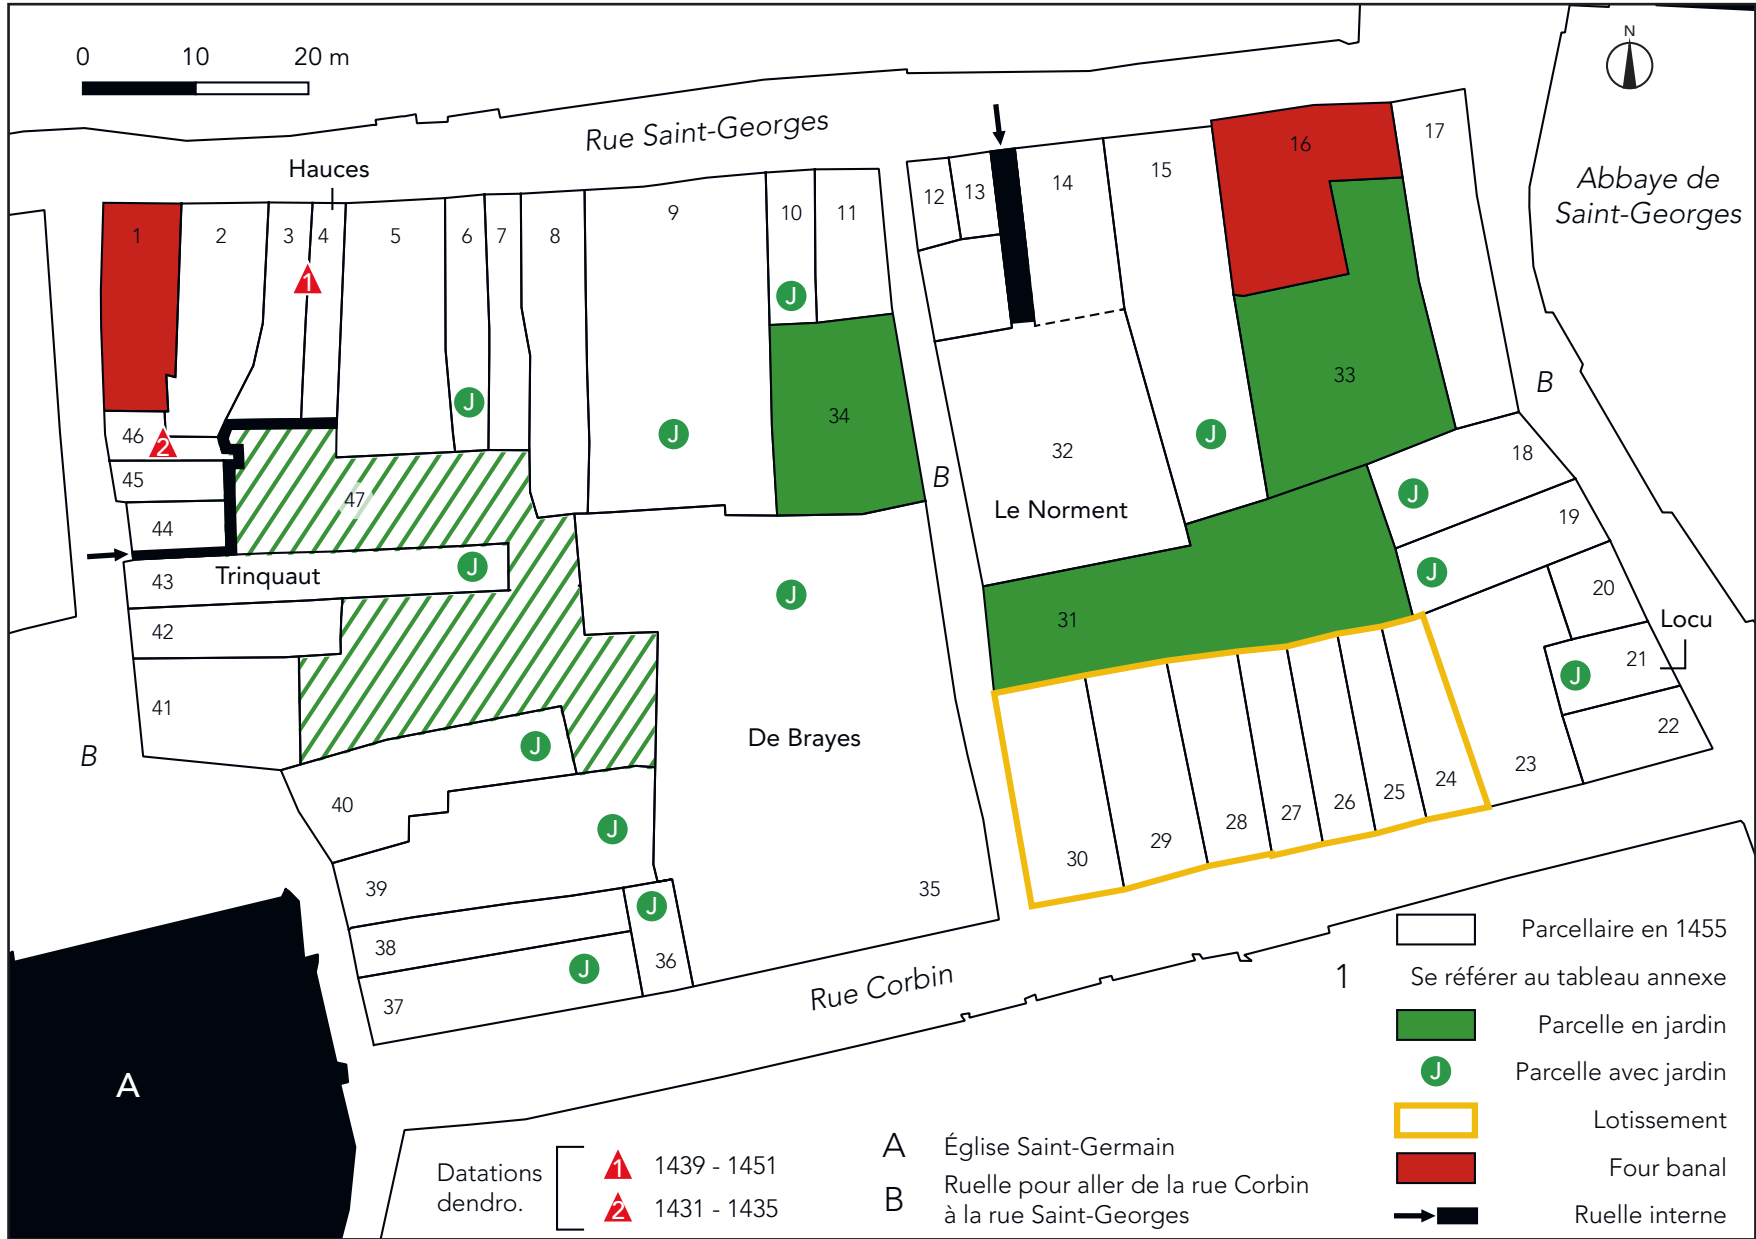 0 10 20 m
N
Rue Saint-Georges
Hauces
Abbaye de
Saint-Georges
1 2 3 4 5 6 7 8 9 10 11 12 13 14 15 16 17
1
J
J
J
J
2
46
45
44
47
34
32
33
B
B
Le Norment
18
J
19
J
43 Trinquaut J
42
41
B
J
De Brayes
31
20
Locu
21
J
22
23
24
25
26
27
28
29
30
J
40
J
39
J
38
36
J
37
35
Rue Corbin
A
Datations
dendro.
1 1439 - 1451
2 1431 - 1435
A Église Saint-Germain
B Ruelle pour aller de la rue Corbin
à la rue Saint-Georges
Parcellaire en 1455
1 Se référer au tableau annexe
Parcelle en jardin
J Parcelle avec jardin
Lotissement
Four banal
Ruelle interne